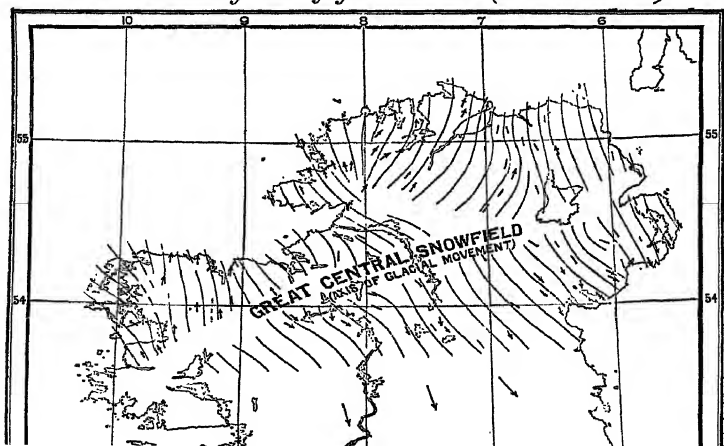 10 9 8 7 6
55 55
GREAT CENTRAL SNOWFIELD
(AXIS OF GLACIAL MOVEMENT)
54 54